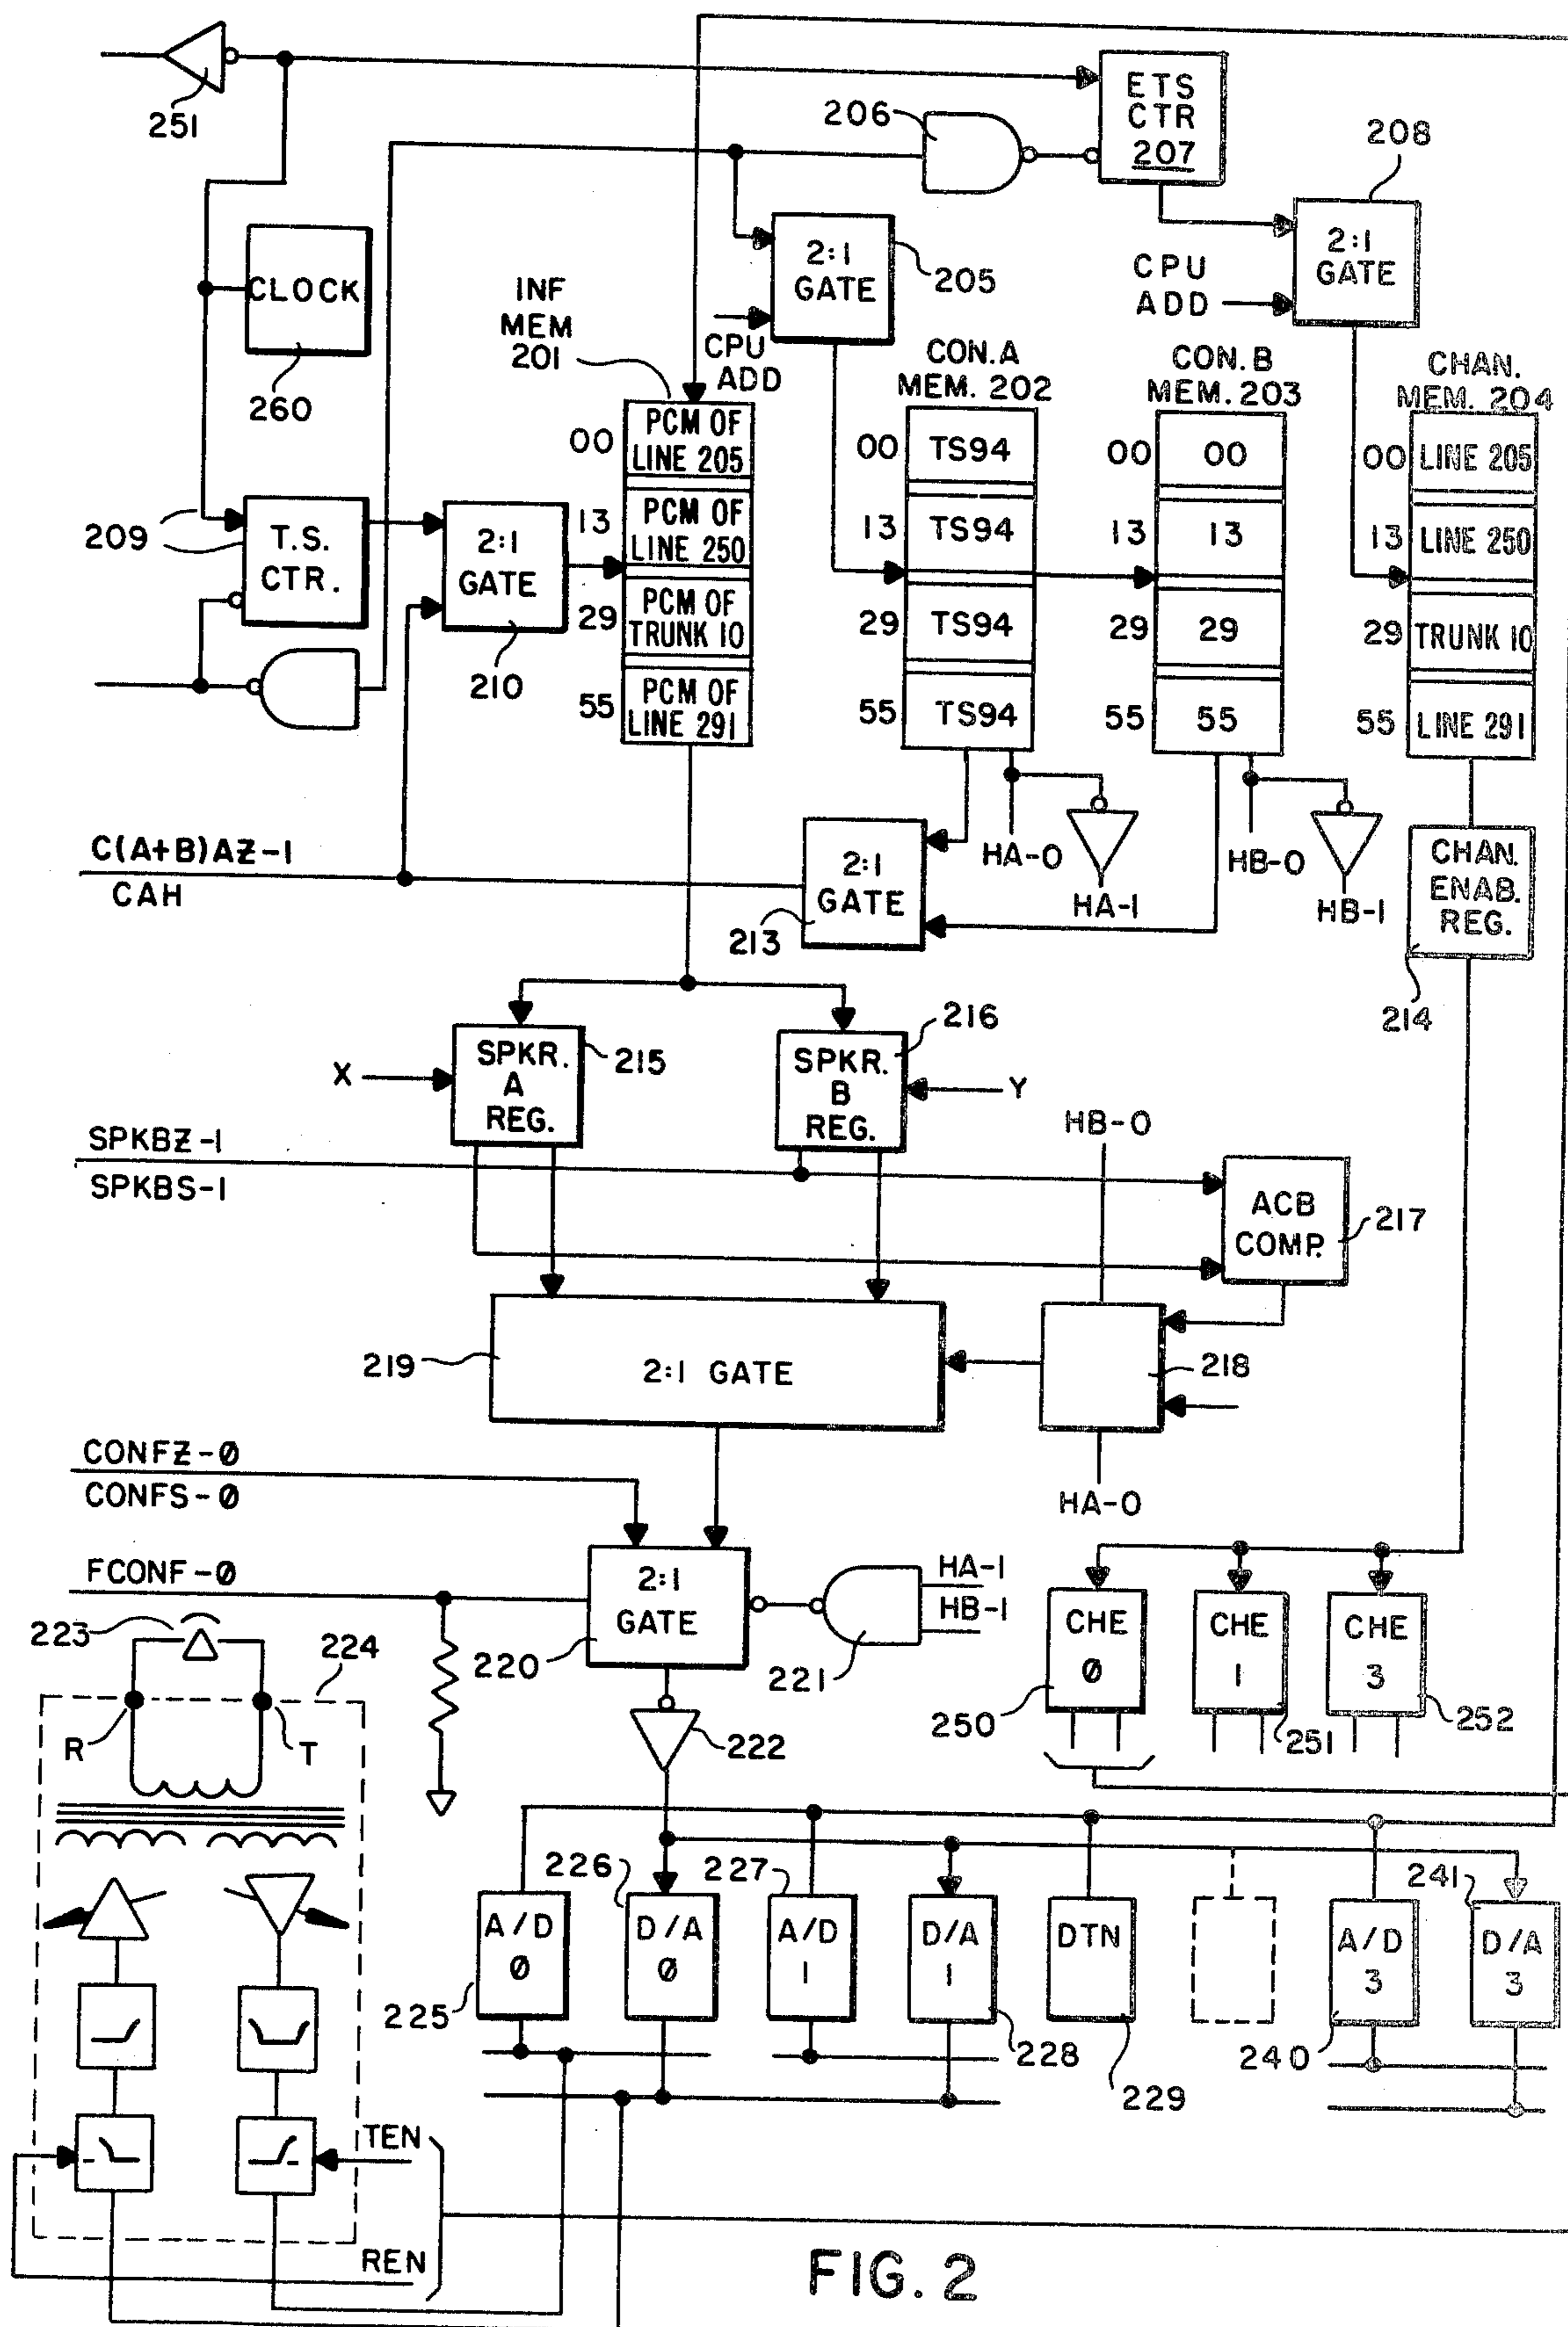 251
206
ETS
CTR
207
208
2:1
GATE
205
CPU
ADD
2:1
GATE
CLOCK
260
INF
MEM
201
CPU
ADD
CON.A
MEM. 202
CON.B
MEM. 203
CHAN.
MEM. 204
00
PCM OF
LINE 205
13
PCM OF
LINE 250
29
PCM OF
TRUNK 10
55
PCM OF
LINE 291
00
TS94
13
TS94
29
TS94
55
TS94
00
00
13
13
29
29
55
55
00
LINE 205
13
LINE 250
29
TRUNK 10
55
LINE 291
209
T.S.
CTR.
2:1
GATE
210
C(A+B)AZ-1
CAH
2:1
GATE
213
HA-0
HA-1
HB-0
HB-1
CHAN.
ENAB.
REG.
214
X
SPKR.
A
REG.
215
SPKR.
B
REG.
216
Y
SPKBZ-1
SPKBS-1
HB-0
ACB
COMP.
217
219
2:1 GATE
218
HA-0
CONFZ-0
CONFS-0
FCONF-0
2:1
GATE
220
HA-1
HB-1
221
222
CHE
0
250
CHE
1
251
CHE
3
252
223
224
R
T
225
A/D
0
226
D/A
0
227
A/D
1
D/A
1
228
DTN
229
240
A/D
3
241
D/A
3
TEN
REN
FIG. 2